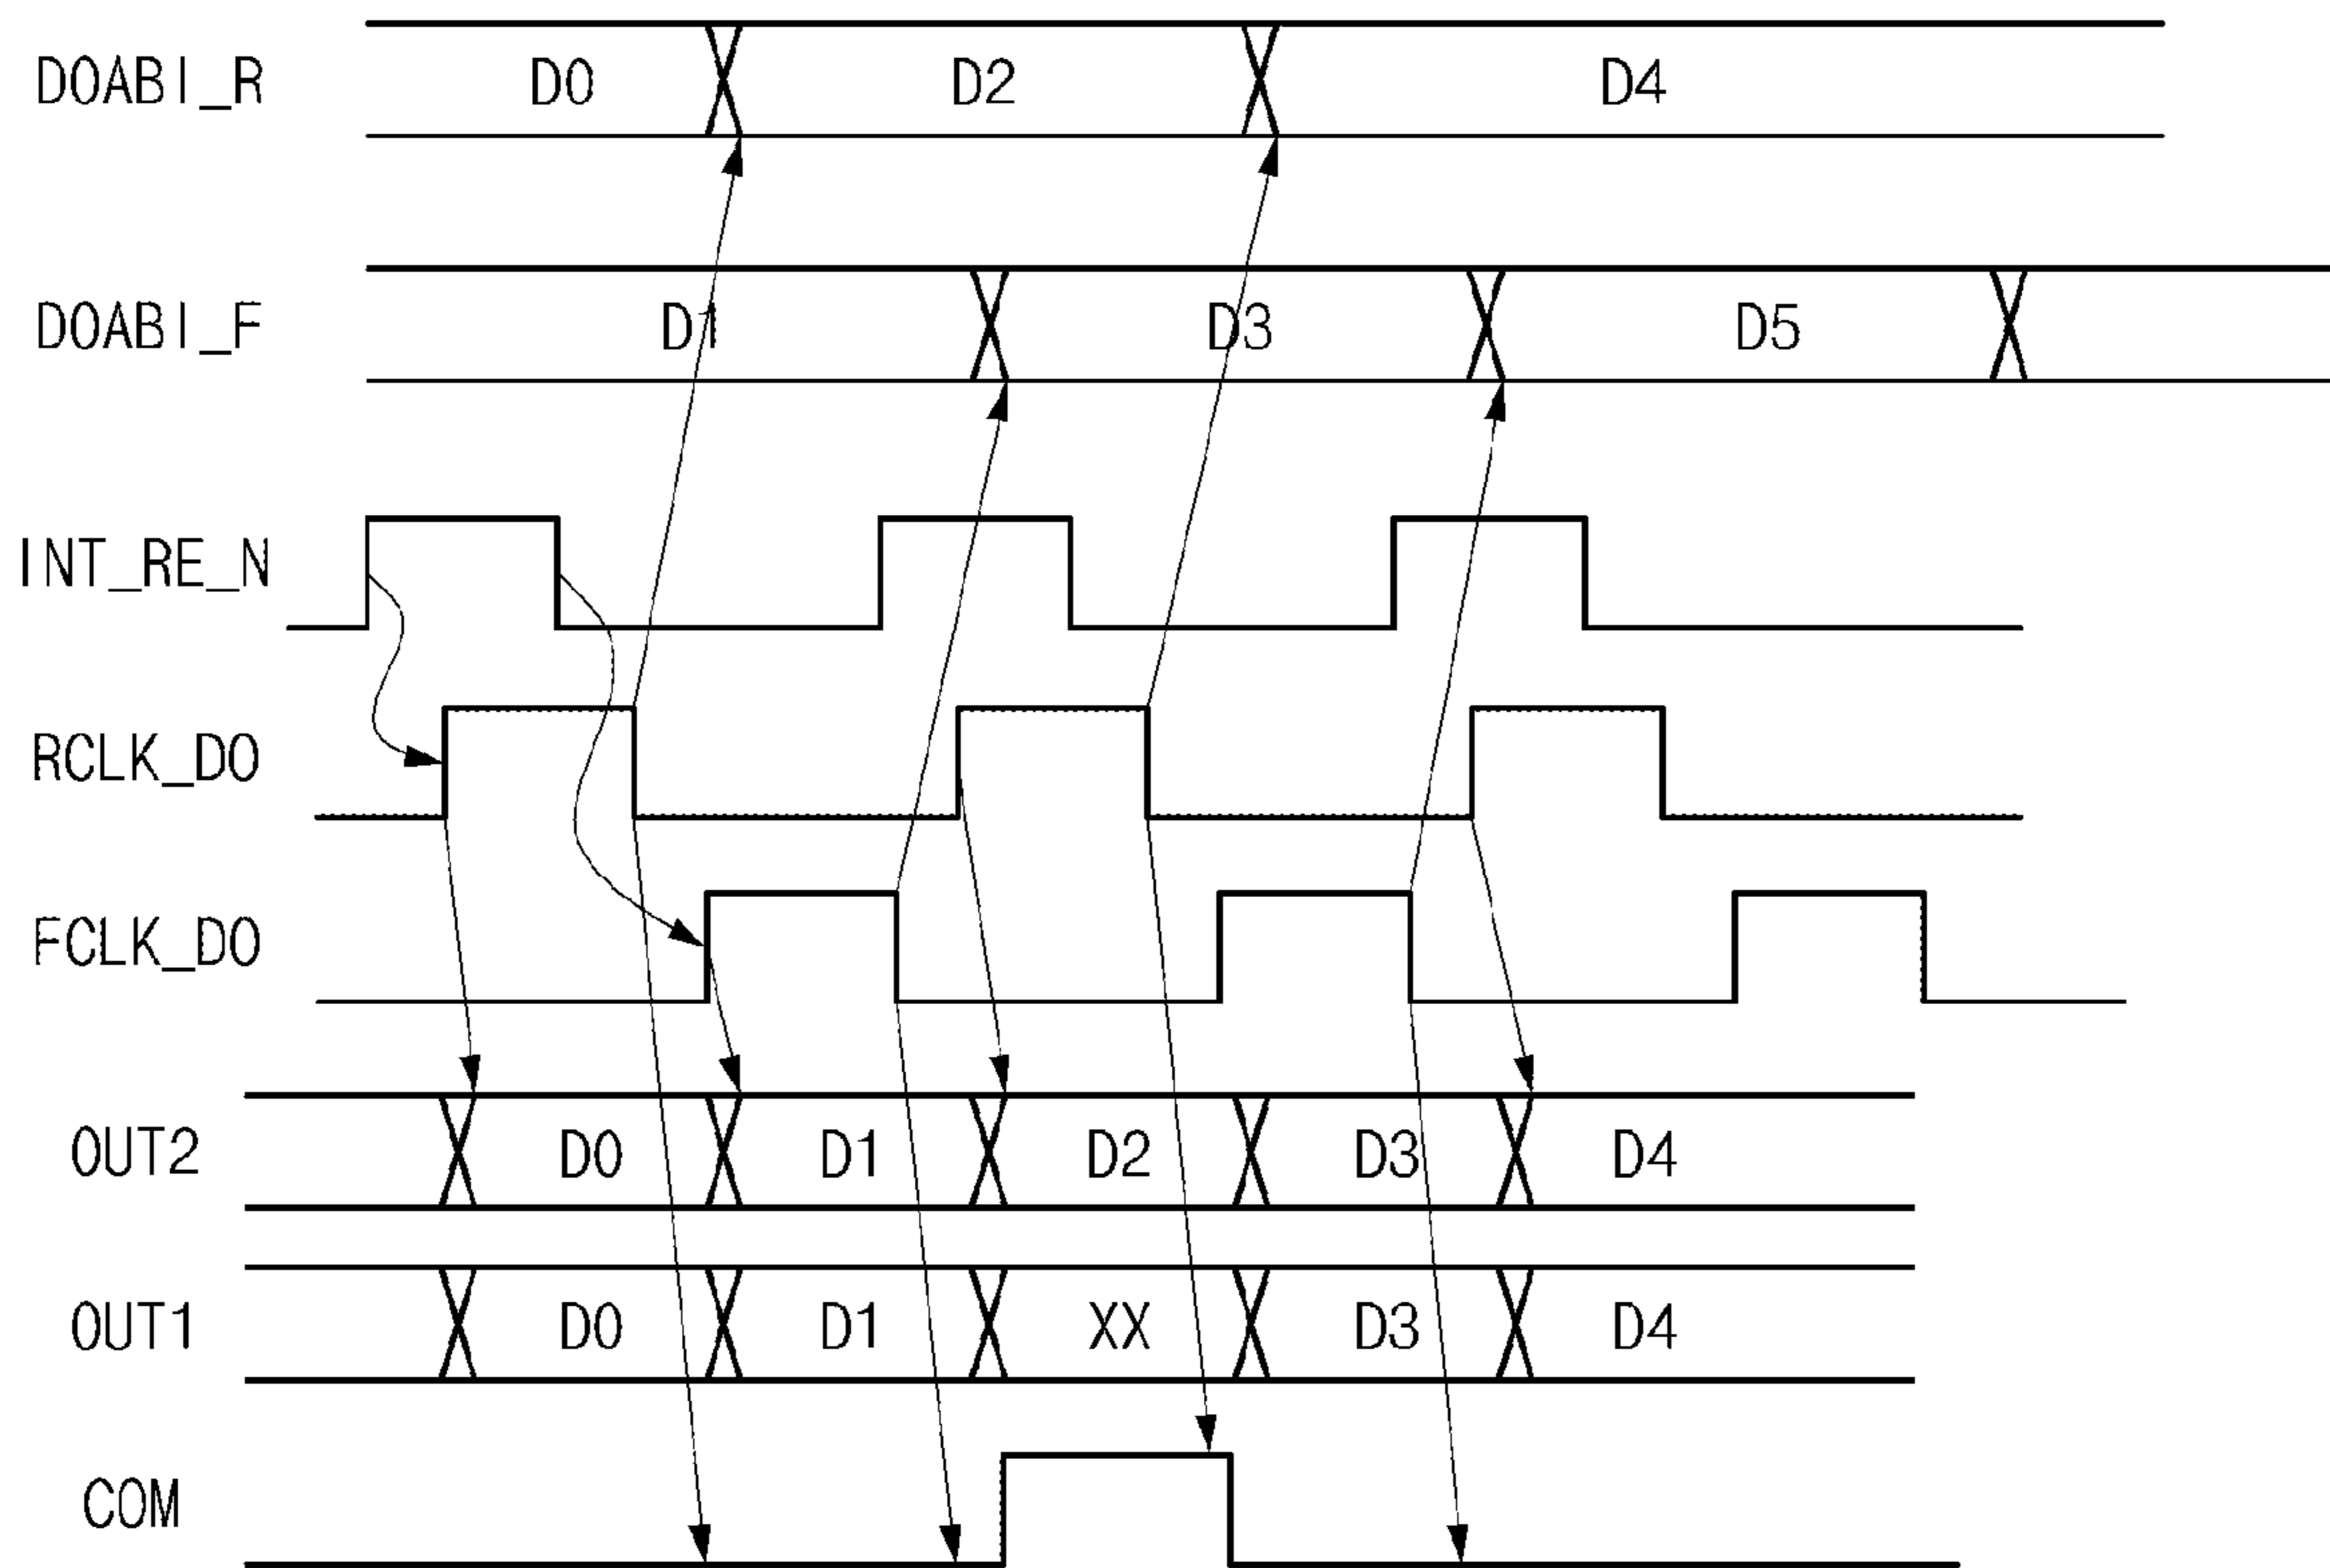 DOABI_R D0 D2 D4
DOABI_F D1 D3 D5
INT_RE_N
RCLK_DO
FCLK_DO
OUT2 D0 D1 D2 D3 D4
OUT1 D0 D1 XX D3 D4
COM